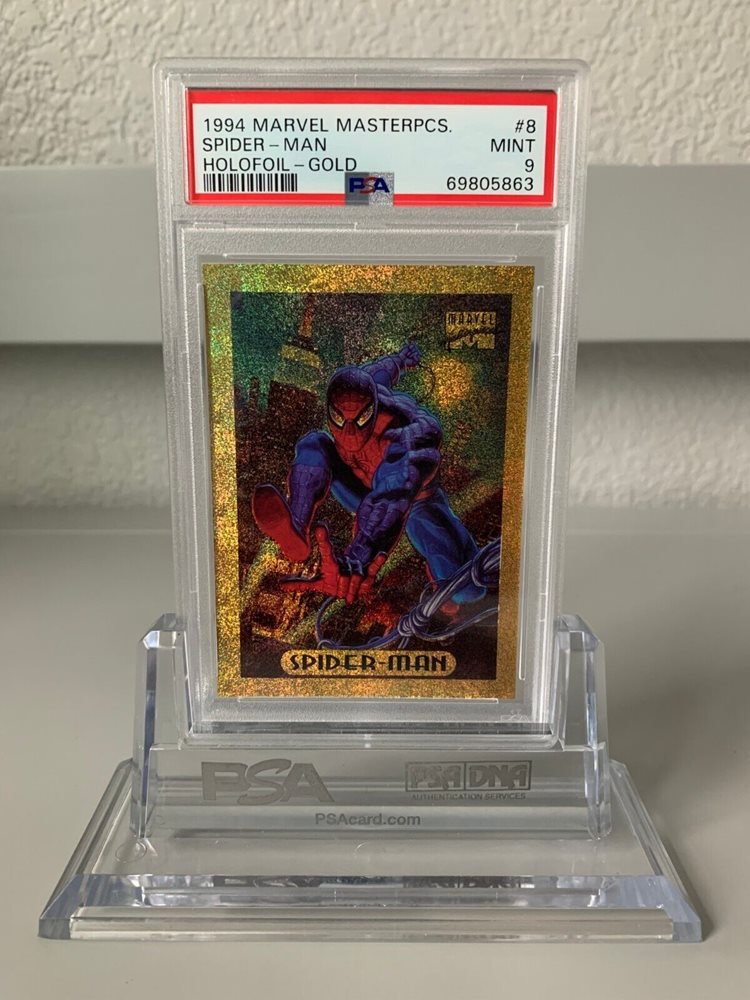 1994 MARVEL MASTERPCS. #8
SPIDER-MAN MINT
HOLOFOIL-GOLD 9
PSA 69805863
MARVEL
SPIDER-MAN
PSA PSA DNA
AUTHENTICATION SERVICES
PSAcard.com